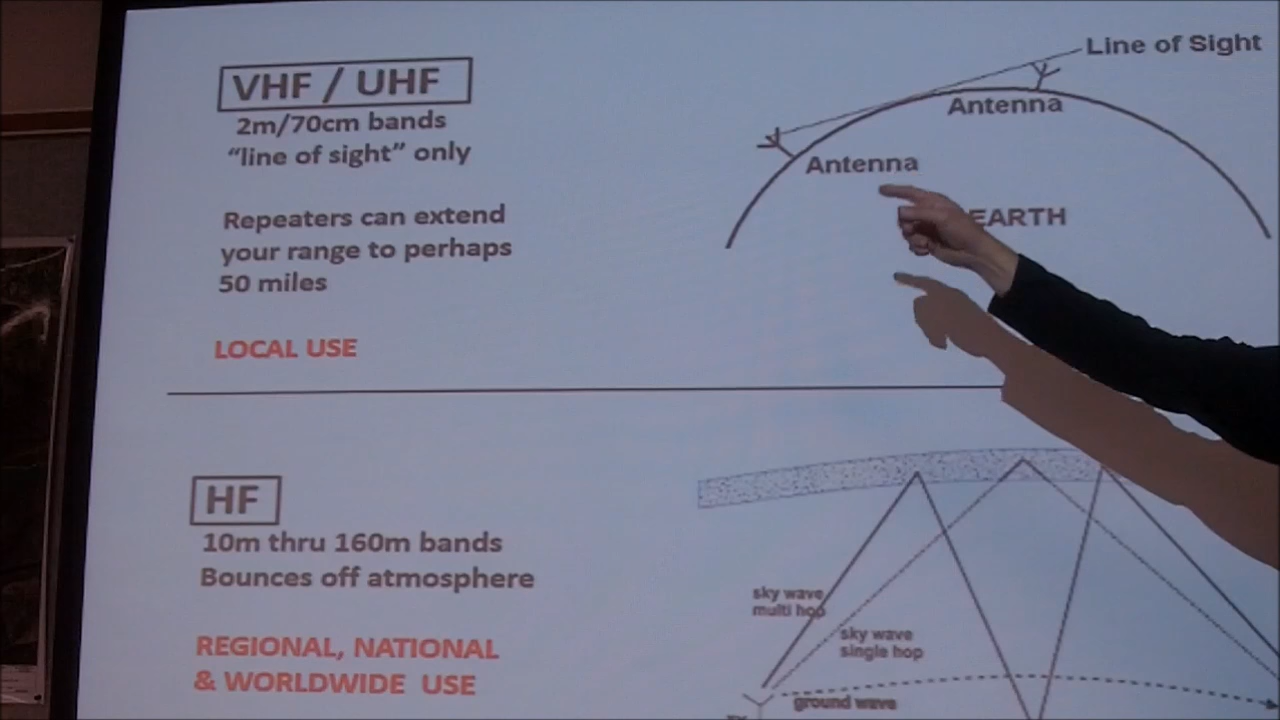 VHF / UHF
2m/70cm bands
“line of sight” only
Repeaters can extend
your range to perhaps
50 miles
LOCAL USE
Line of Sight
Antenna
Antenna
EARTH
HF
10m thru 160m bands
Bounces off atmosphere
REGIONAL, NATIONAL
& WORLDWIDE USE
sky wave
multi hop
sky wave
single hop
ground wave